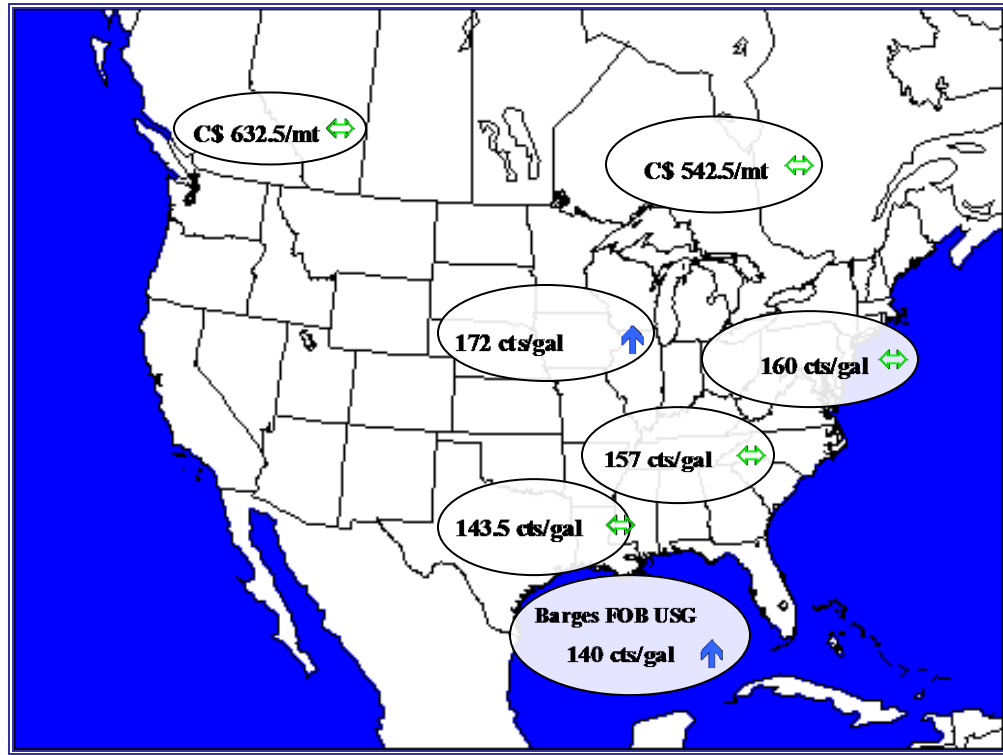 C$ 632.5/mt
C$ 542.5/mt
172 cts/gal
160 cts/gal
157 cts/gal
143.5 cts/gal
Barges FOB USG
140 cts/gal